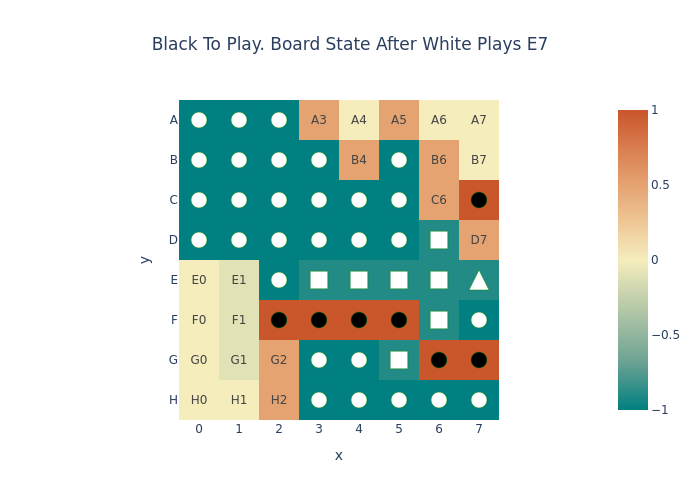 Black To Play. Board State After White Plays E7
A A3 A4 A5 A6 A7
B B4 B6 B7
C C6
D D7
E E0 E1
F F0 F1
G G0 G1 G2
H H0 H1 H2
0 1 2 3 4 5 6 7
x
y
1
0.5
0
−0.5
−1